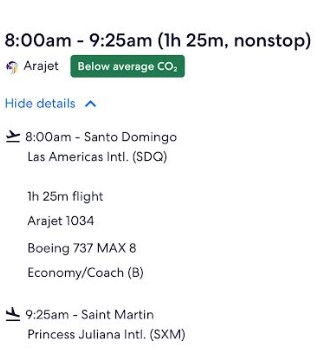 8:00am - 9:25am (1h 25m, nonstop)
Arajet Below average CO₂
Hide details
8:00am - Santo Domingo
Las Americas Intl. (SDQ)
1h 25m flight
Arajet 1034
Boeing 737 MAX 8
Economy/Coach (B)
9:25am - Saint Martin
Princess Juliana Intl. (SXM)